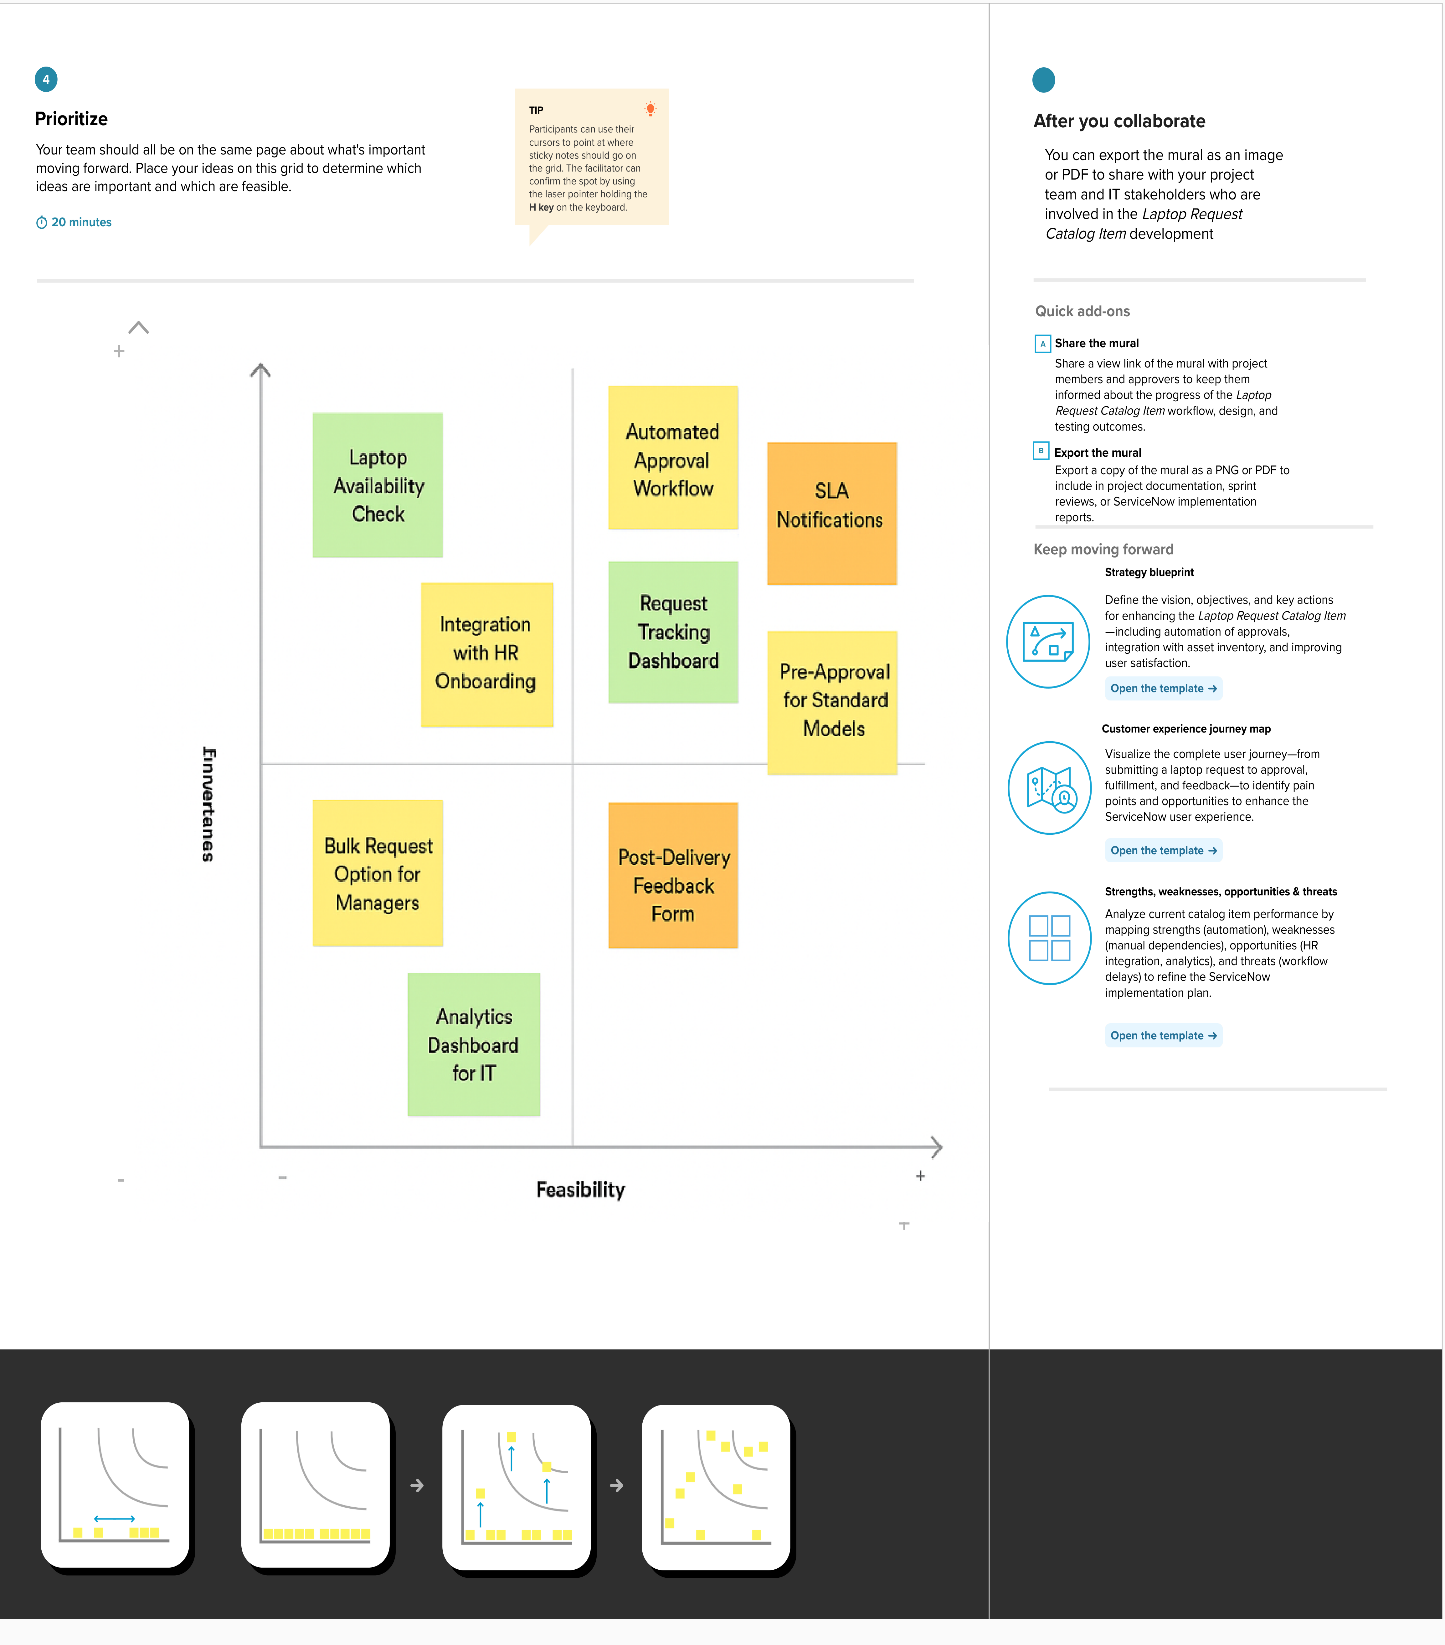 4
Prioritize
Your team should all be on the same page about what's important
moving forward. Place your ideas on this grid to determine which
ideas are important and which are feasible.
20 minutes
TIP
Participants can use their
cursors to point at where
sticky notes should go on
the grid. The facilitator can
confirm the spot by using
the laser pointer holding the
H key on the keyboard.
+
Laptop
Availability
Check
Automated
Approval
Workflow
SLA
Notifications
Integration
with HR
Onboarding
Request
Tracking
Dashboard
Pre-Approval
for Standard
Models
Bulk Request
Option for
Managers
Post-Delivery
Feedback
Form
Analytics
Dashboard
for IT
-
-
Feasibility
+
After you collaborate
You can export the mural as an image
or PDF to share with your project
team and IT stakeholders who are
involved in the Laptop Request
Catalog Item development
Quick add-ons
A
Share the mural
Share a view link of the mural with project
members and approvers to keep them
informed about the progress of the Laptop
Request Catalog Item workflow, design, and
testing outcomes.
B
Export the mural
Export a copy of the mural as a PNG or PDF to
include in project documentation, sprint
reviews, or ServiceNow implementation
reports.
Keep moving forward
Strategy blueprint
Define the vision, objectives, and key actions
for enhancing the Laptop Request Catalog Item
—including automation of approvals,
integration with asset inventory, and improving
user satisfaction.
Open the template →
Customer experience journey map
Visualize the complete user journey—from
submitting a laptop request to approval,
fulfillment, and feedback—to identify pain
points and opportunities to enhance the
ServiceNow user experience.
Open the template →
Strengths, weaknesses, opportunities & threats
Analyze current catalog item performance by
mapping strengths (automation), weaknesses
(manual dependencies), opportunities (HR
integration, analytics), and threats (workflow
delays) to refine the ServiceNow
implementation plan.
Open the template →